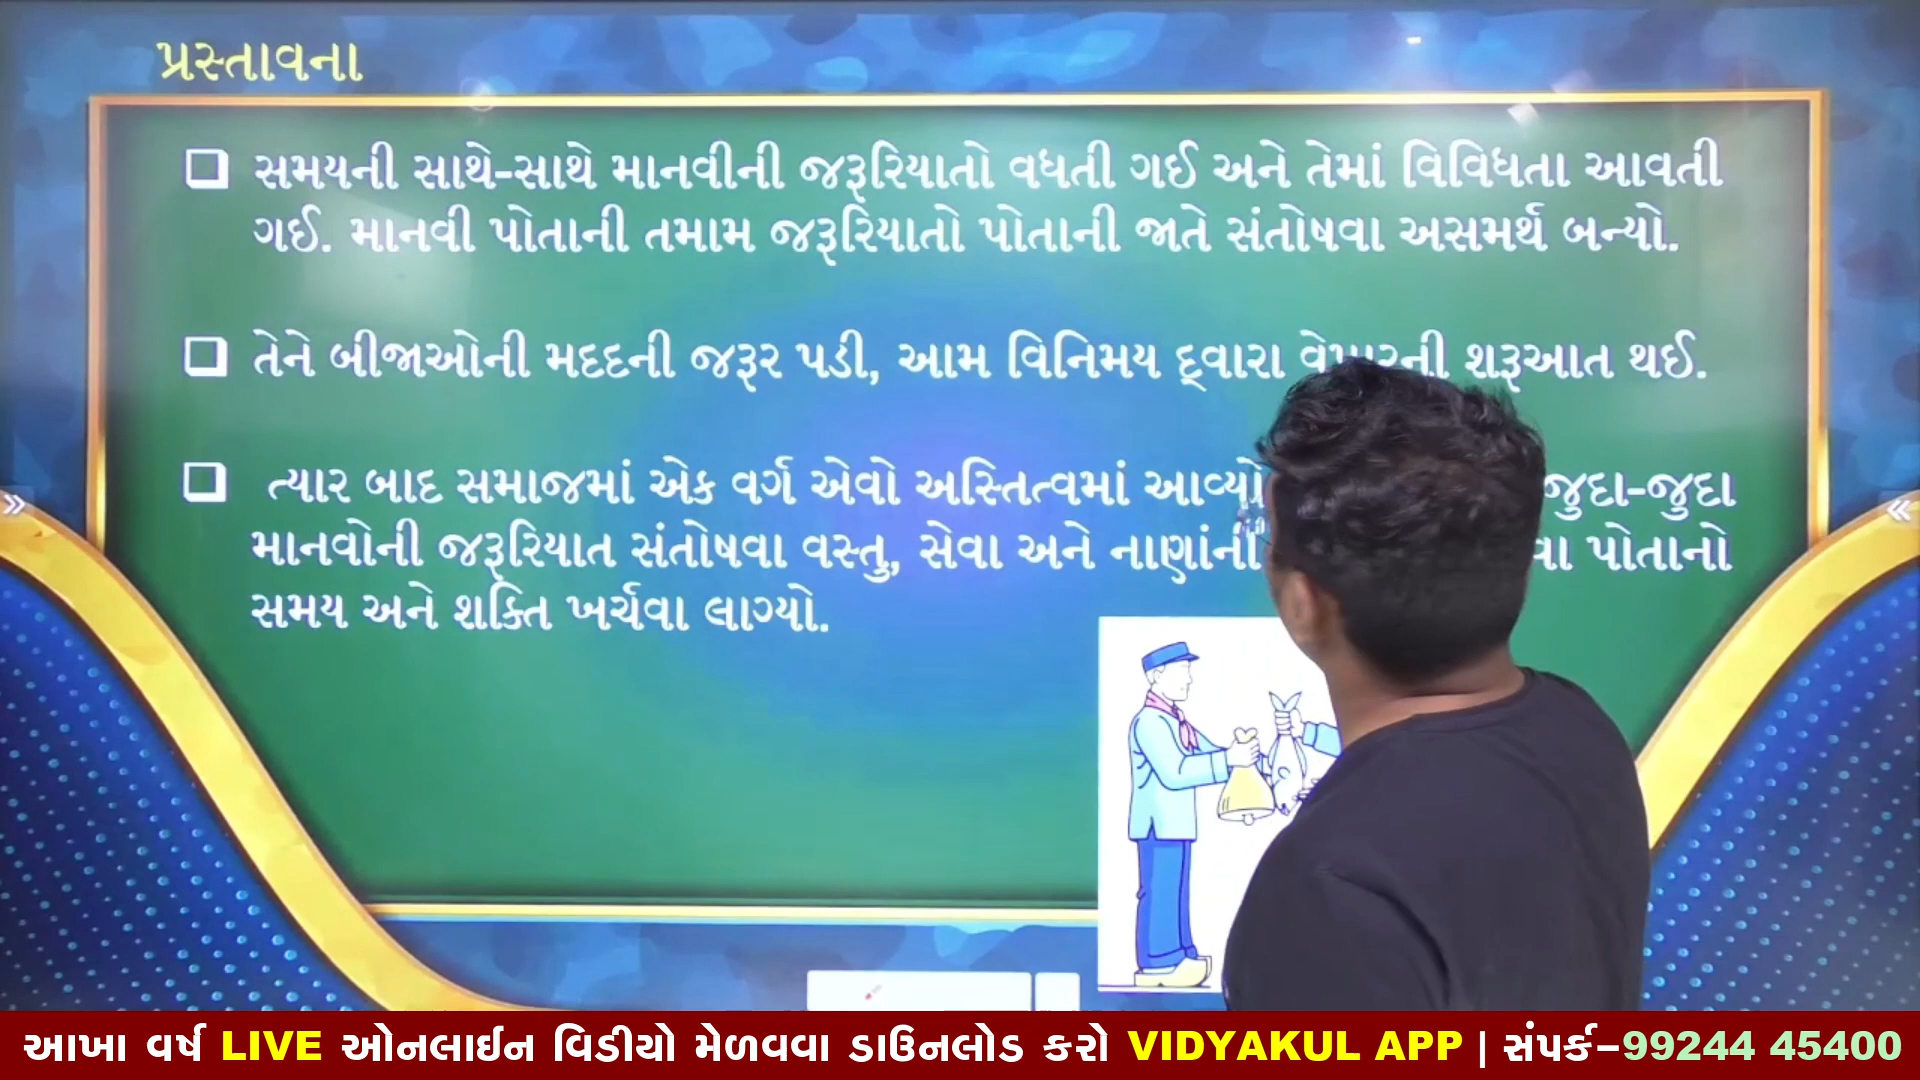 પ્રસ્તાવના
સમયની સાથે-સાથે માનવીની જરૂરિયાતો વધતી ગઈ અને તેમાં વિવિધતા આવતી
ગઈ. માનવી પોતાની તમામ જરૂરિયાતો પોતાની જાતે સંતોષવા અસમર્થ બન્યો.
તેને બીજાઓની મદદની જરૂર પડી, આમ વિનિમય દ્વારા વેપારની શરૂઆત થઈ.
ત્યાર બાદ સમાજમાં એક વર્ગ એવો અસ્તિત્વમાં આવ્યો જુદા-જુદા
માનવોની જરૂરિયાત સંતોષવા વસ્તુ, સેવા અને નાણાંની પોતાનો
સમય અને શક્તિ ખર્ચવા લાગ્યો.
આખા વર્ષ LIVE ઓનલાઈન વિડીયો મેળવવા ડાઉનલોડ કરો VIDYAKUL APP | સંપર્ક-99244 45400